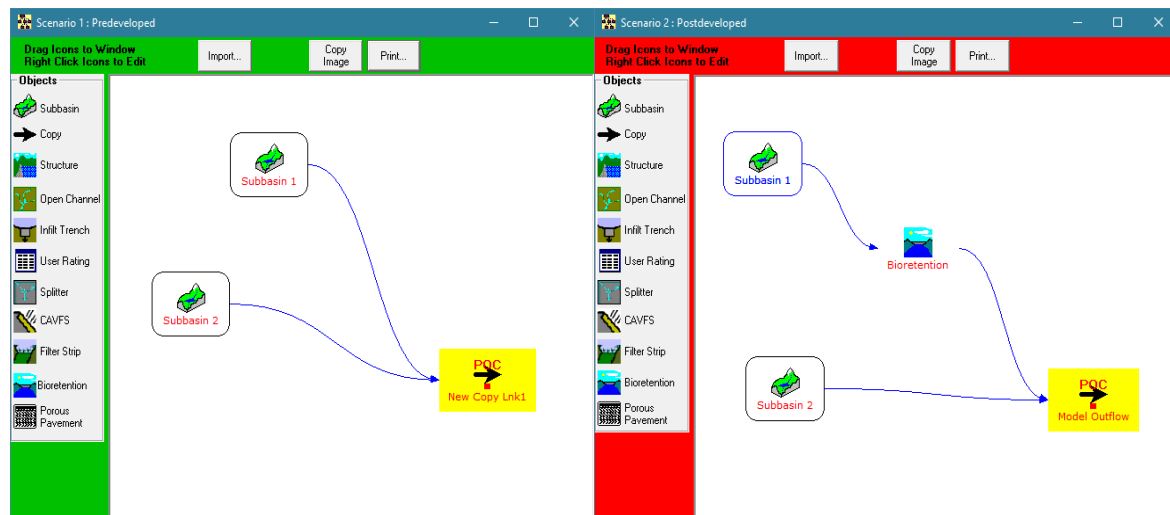 Scenario 1 : Predeveloped
Drag Icons to Window
Right Click Icons to Edit
Import...
Copy
Image
Print...
Objects
Subbasin
Copy
Structure
Open Channel
Infilt Trench
User Rating
Splitter
CAVFS
Filter Strip
Bioretention
Porous
Pavement
Subbasin 1
Subbasin 2
POC
New Copy Lnk1
Scenario 2 : Postdeveloped
Drag Icons to Window
Right Click Icons to Edit
Import...
Copy
Image
Print...
Objects
Subbasin
Copy
Structure
Open Channel
Infilt Trench
User Rating
Splitter
CAVFS
Filter Strip
Bioretention
Porous
Pavement
Subbasin 1
Bioretention
Subbasin 2
POC
Model Outflow